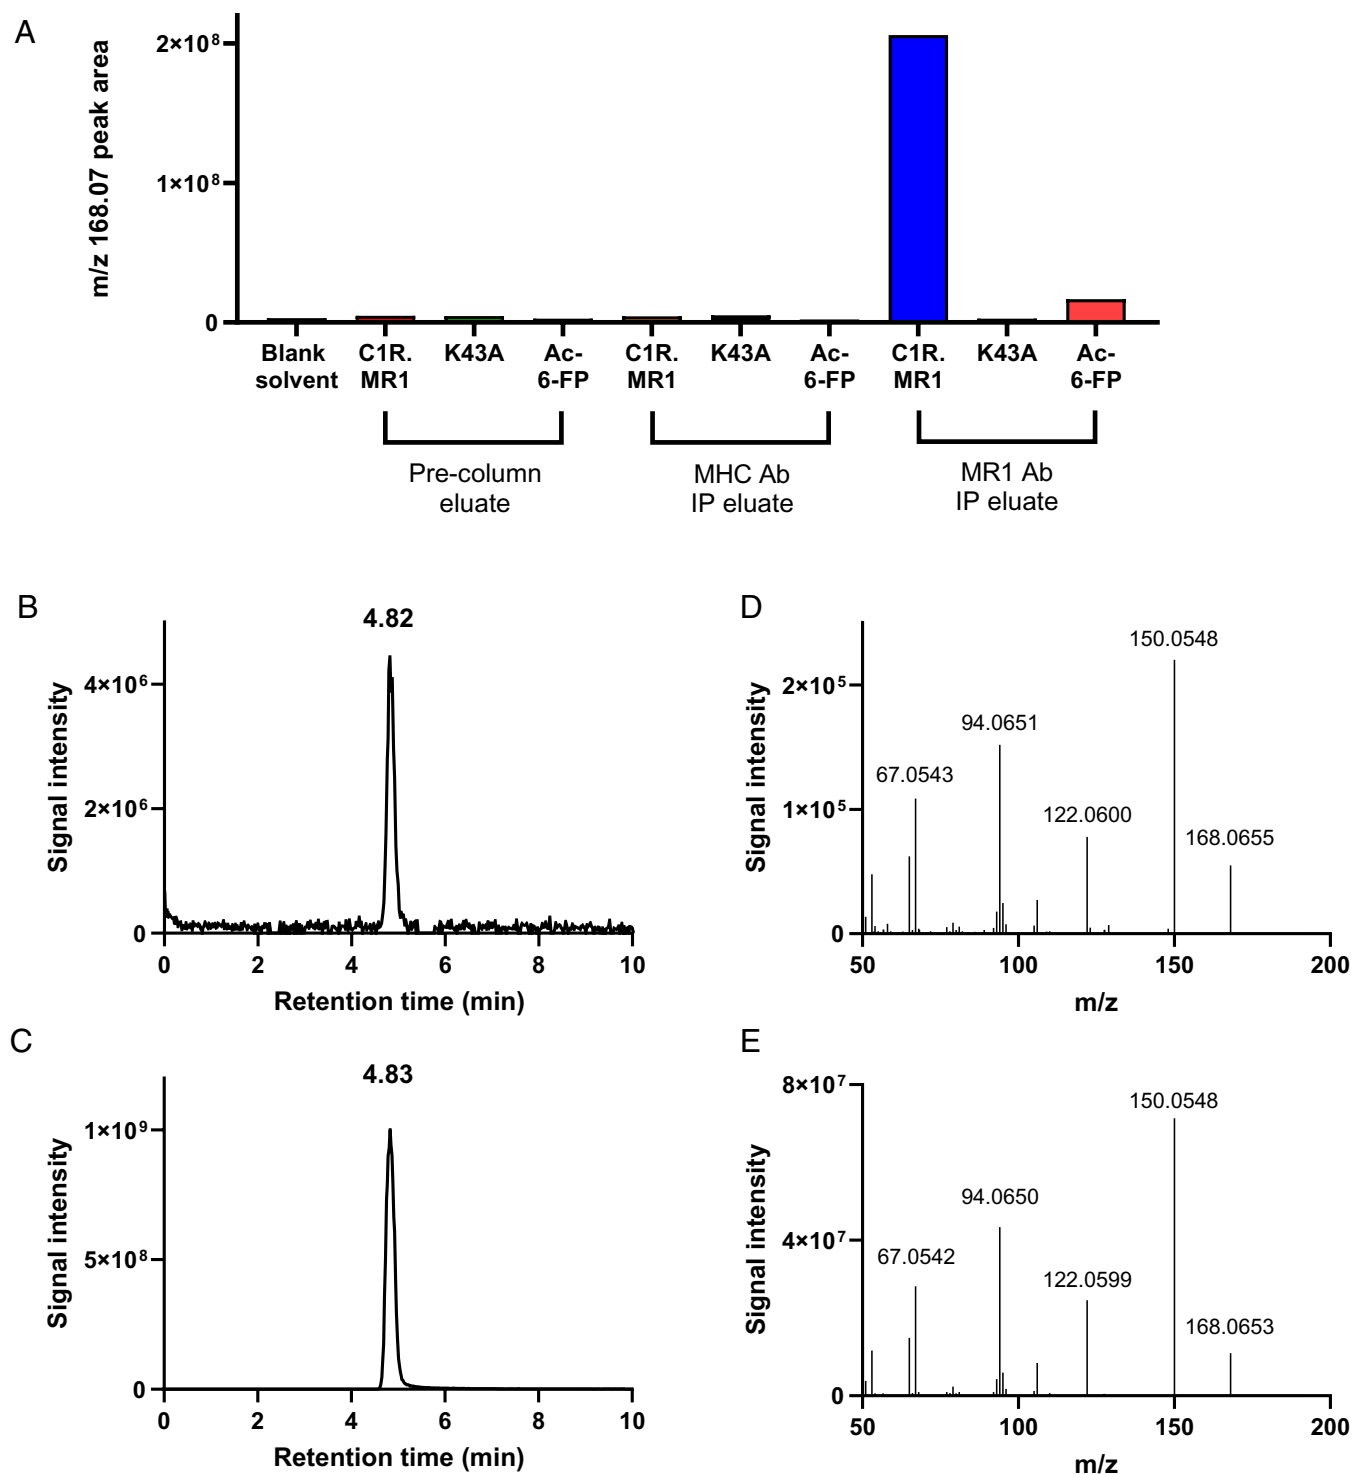 A
m/z 168.07 peak area
2×10⁸
1×10⁸
0
Blank solvent
C1R. MR1
K43A
Ac- 6-FP
C1R. MR1
K43A
Ac- 6-FP
C1R. MR1
K43A
Ac- 6-FP
Pre-column
eluate
MHC Ab
IP eluate
MR1 Ab
IP eluate
B
4.82
Signal intensity
4×10⁶
2×10⁶
0
0 2 4 6 8 10
Retention time (min)
C
4.83
Signal intensity
1×10⁹
5×10⁸
0
0 2 4 6 8 10
Retention time (min)
D
Signal intensity
2×10⁵
1×10⁵
0
150.0548
94.0651
67.0543
122.0600
168.0655
50 100 150 200
m/z
E
Signal intensity
8×10⁷
4×10⁷
0
150.0548
94.0650
67.0542
122.0599
168.0653
50 100 150 200
m/z